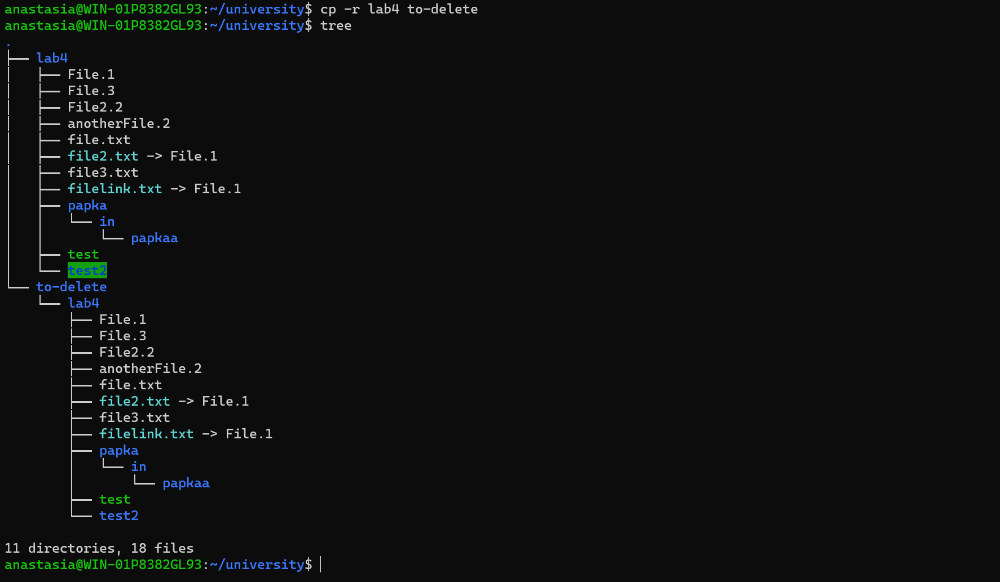 anastasia@WIN-01P8382GL93:~/university$ cp -r lab4 to-delete
anastasia@WIN-01P8382GL93:~/university$ tree
.
├── lab4
│   ├── File.1
│   ├── File.3
│   ├── File2.2
│   ├── anotherFile.2
│   ├── file.txt
│   ├── file2.txt -> File.1
│   ├── file3.txt
│   ├── filelink.txt -> File.1
│   ├── papka
│   │   └── in
│   │       └── papkaa
│   ├── test
│   └── test2
└── to-delete
    └── lab4
        ├── File.1
        ├── File.3
        ├── File2.2
        ├── anotherFile.2
        ├── file.txt
        ├── file2.txt -> File.1
        ├── file3.txt
        ├── filelink.txt -> File.1
        ├── papka
        │   └── in
        │       └── papkaa
        ├── test
        └── test2

11 directories, 18 files
anastasia@WIN-01P8382GL93:~/university$